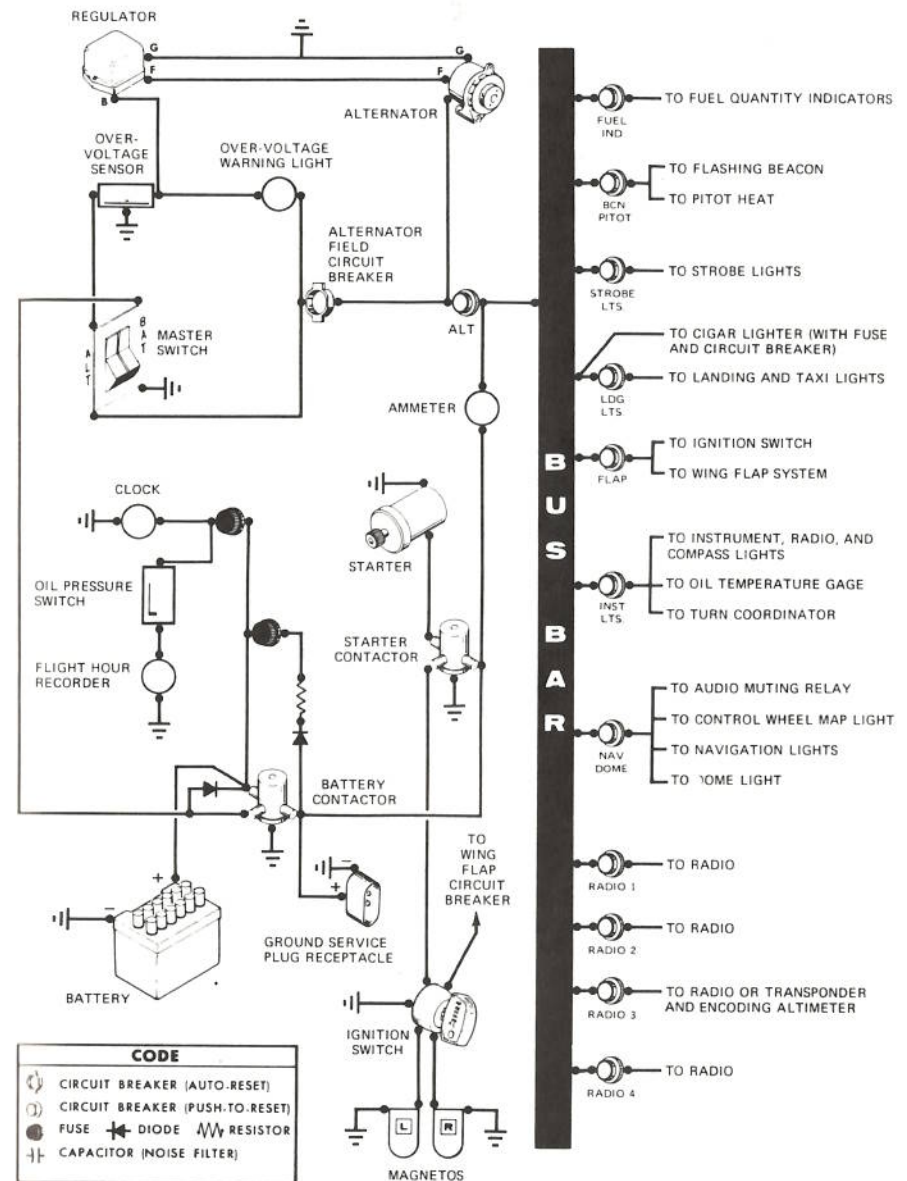 REGULATOR
G
F
B
G
F
ALTERNATOR
OVER-
VOLTAGE
SENSOR
OVER-VOLTAGE
WARNING LIGHT
ALTERNATOR
FIELD
CIRCUIT
BREAKER
ALT
BAT
ALT
MASTER
SWITCH
AMMETER
CLOCK
STARTER
OIL PRESSURE
SWITCH
STARTER
CONTACTOR
FLIGHT HOUR
RECORDER
BATTERY
CONTACTOR
TO
WING
FLAP
CIRCUIT
BREAKER
+
−
−
+
GROUND SERVICE
PLUG RECEPTACLE
BATTERY
IGNITION
SWITCH
L
R
MAGNETOS
BUS BAR
FUEL
IND
TO FUEL QUANTITY INDICATORS
BCN
PITOT
TO FLASHING BEACON
TO PITOT HEAT
STROBE
LTS
TO STROBE LIGHTS
TO CIGAR LIGHTER (WITH FUSE
AND CIRCUIT BREAKER)
TO LANDING AND TAXI LIGHTS
LDG
LTS
TO IGNITION SWITCH
TO WING FLAP SYSTEM
FLAP
TO INSTRUMENT, RADIO, AND
COMPASS LIGHTS
TO OIL TEMPERATURE GAGE
TO TURN COORDINATOR
INST
LTS
TO AUDIO MUTING RELAY
TO CONTROL WHEEL MAP LIGHT
TO NAVIGATION LIGHTS
TO DOME LIGHT
NAV
DOME
RADIO 1
TO RADIO
RADIO 2
TO RADIO
RADIO 3
TO RADIO OR TRANSPONDER
AND ENCODING ALTIMETER
RADIO 4
TO RADIO
CODE
CIRCUIT BREAKER (AUTO-RESET)
CIRCUIT BREAKER (PUSH-TO-RESET)
FUSE DIODE RESISTOR
CAPACITOR (NOISE FILTER)